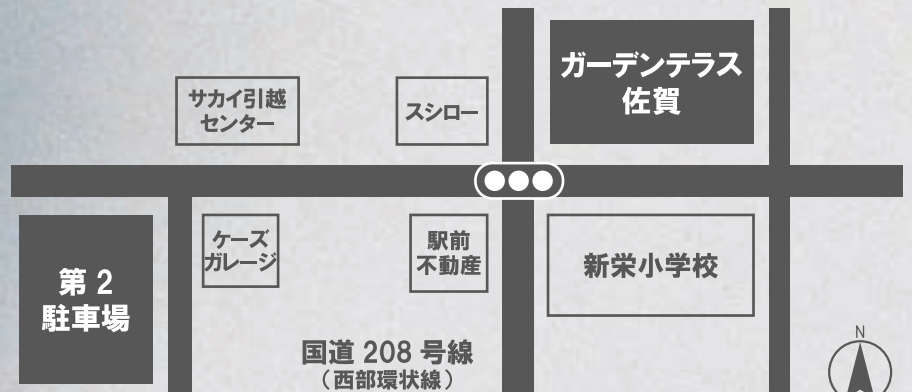 ガーデンテラス
佐賀
サカイ引越
センター
スシロー
ケーズ
ガレージ
駅前
不動産
新栄小学校
第2
駐車場
国道 208 号線
（西部環状線）
N